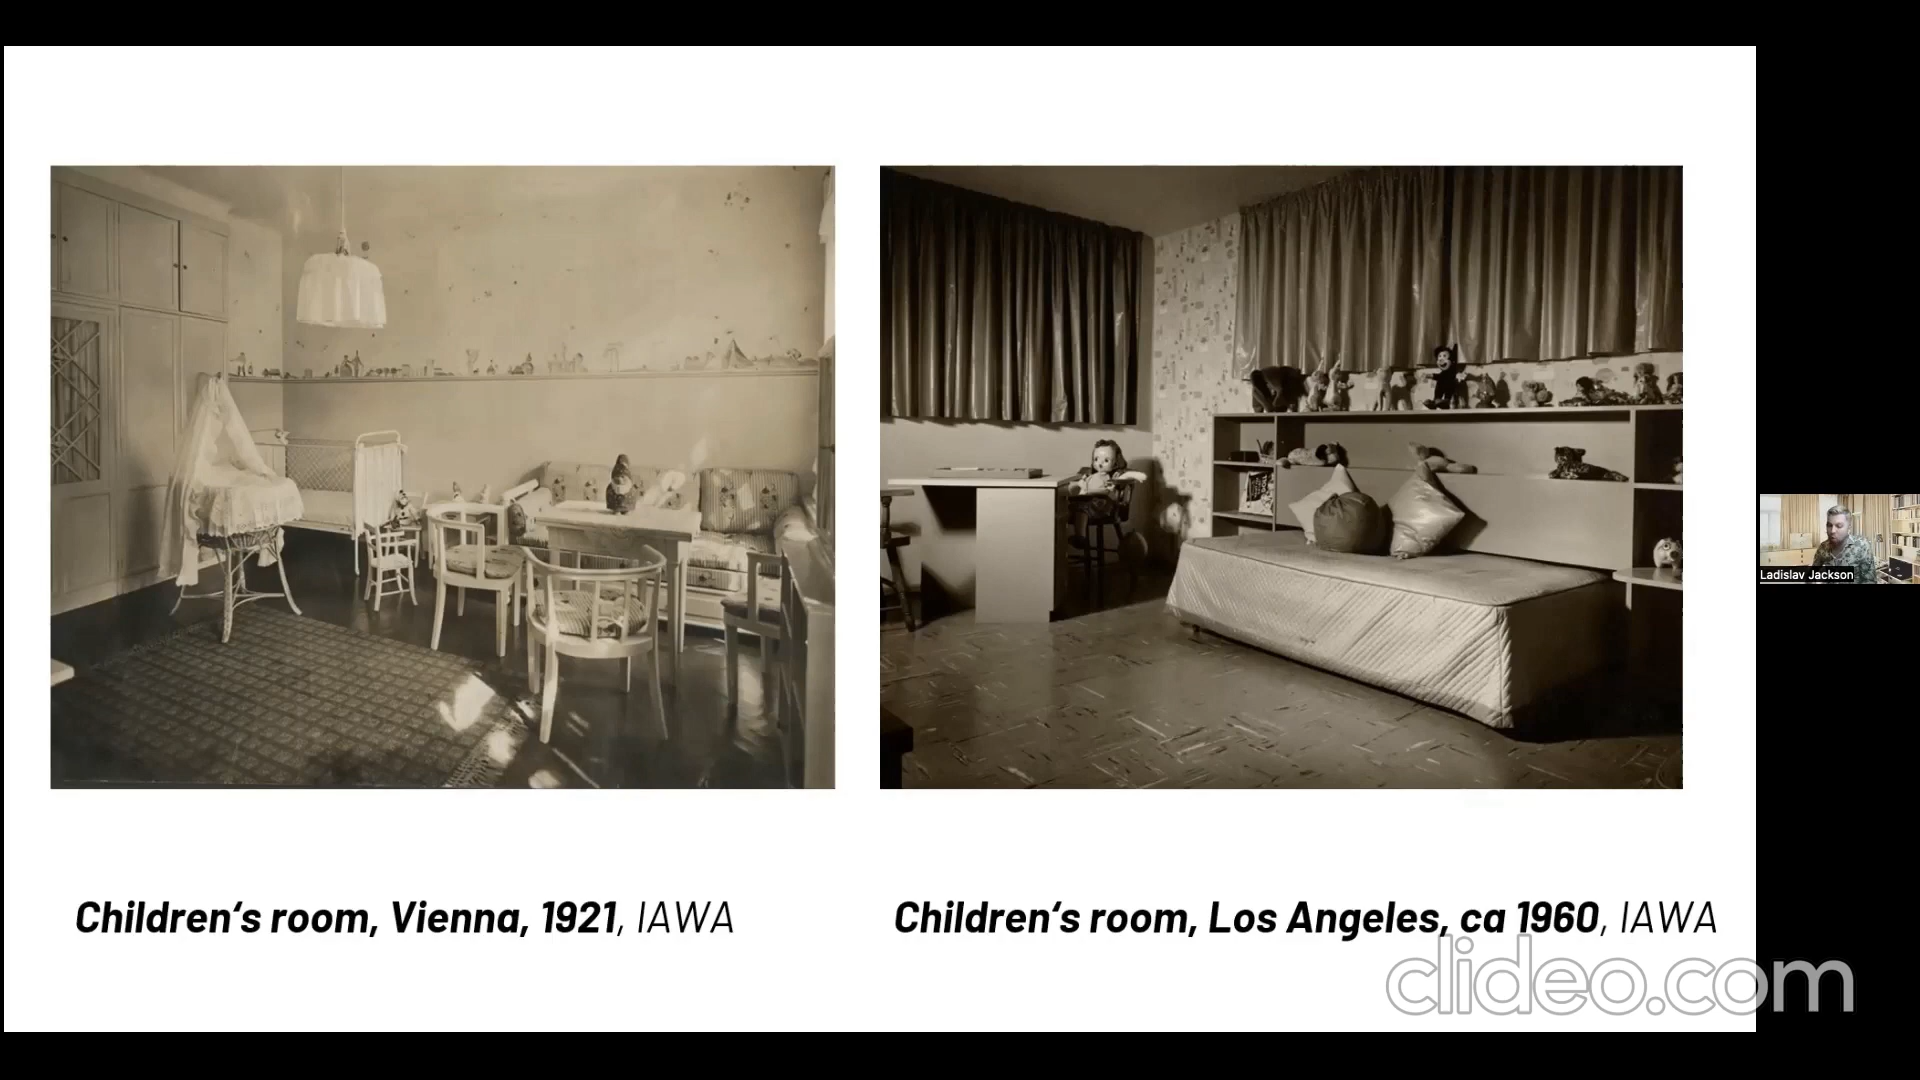 Children‘s room, Vienna, 1921, IAWA
Children‘s room, Los Angeles, ca 1960, IAWA
Ladislav Jackson
clideo.com